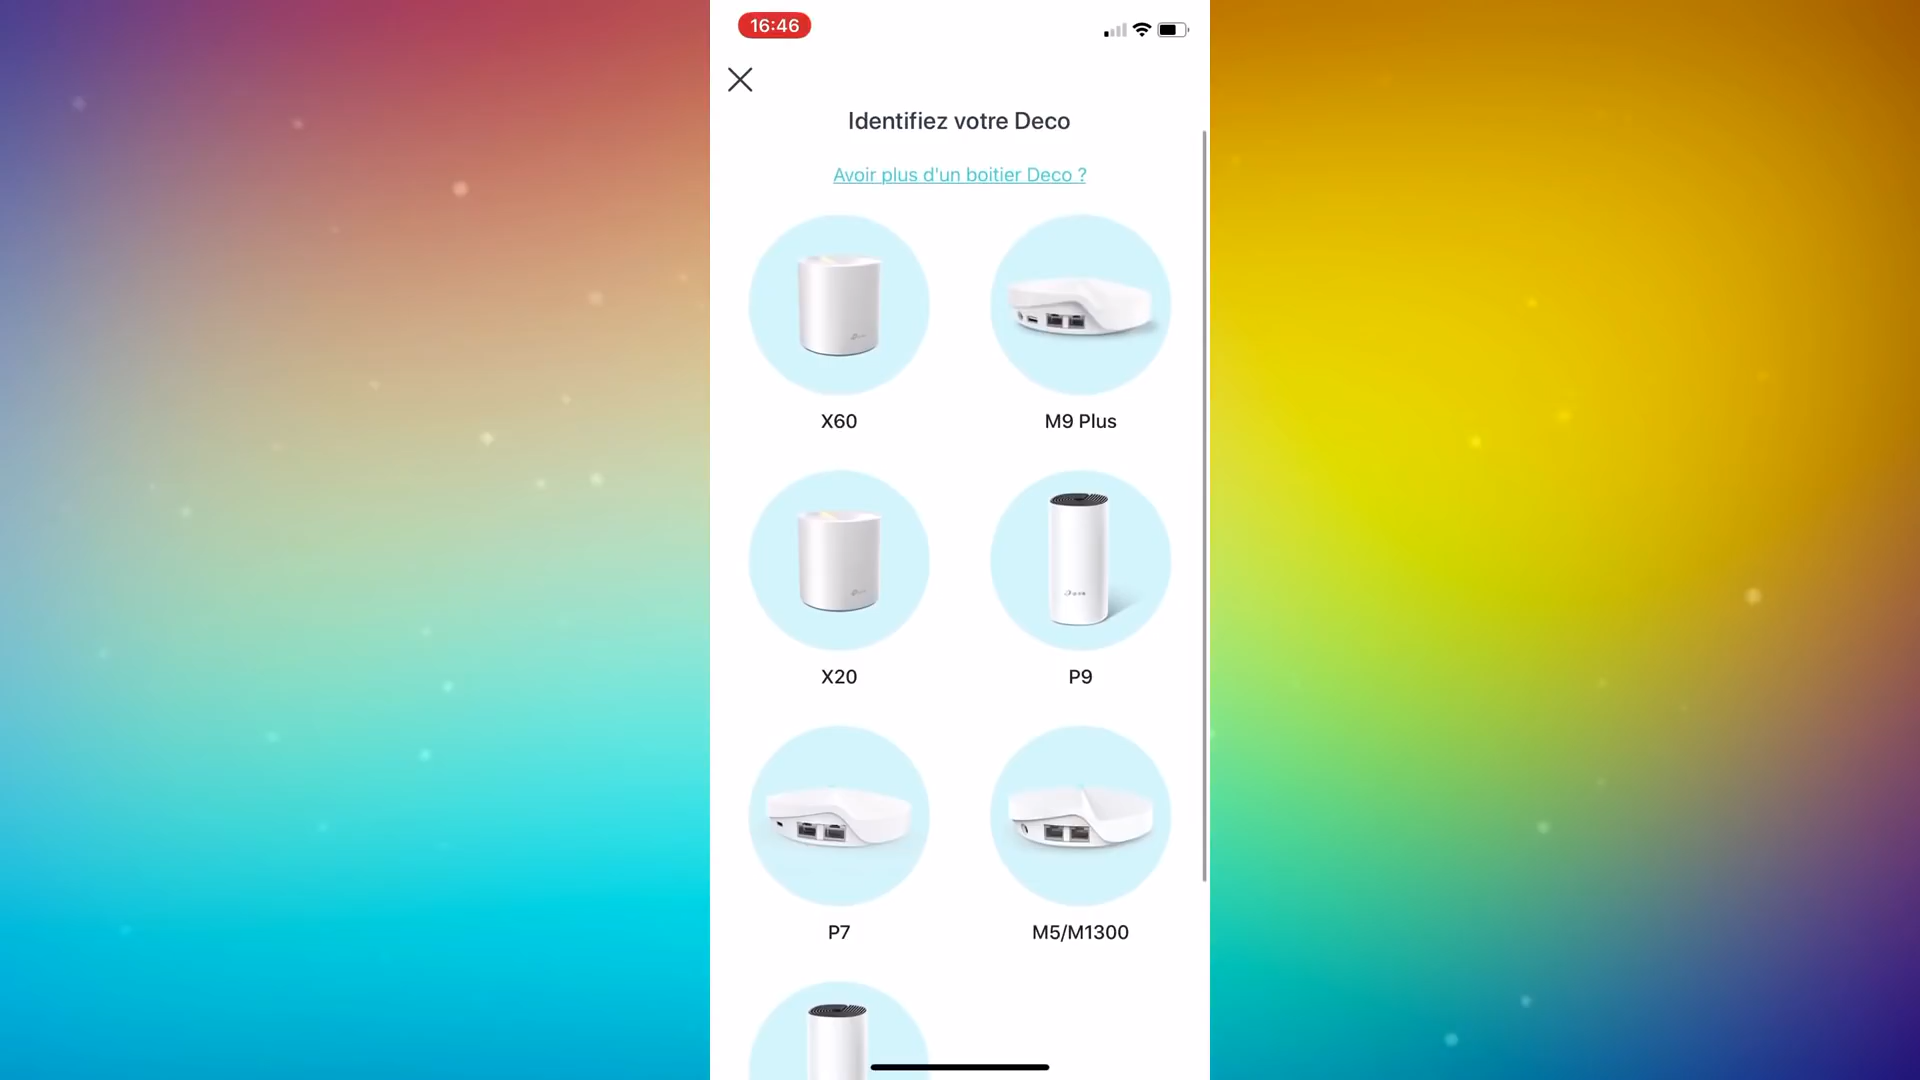 16:46
Identifiez votre Deco
Avoir plus d'un boitier Deco ?
X60
M9 Plus
X20
P9
P7
M5/M1300